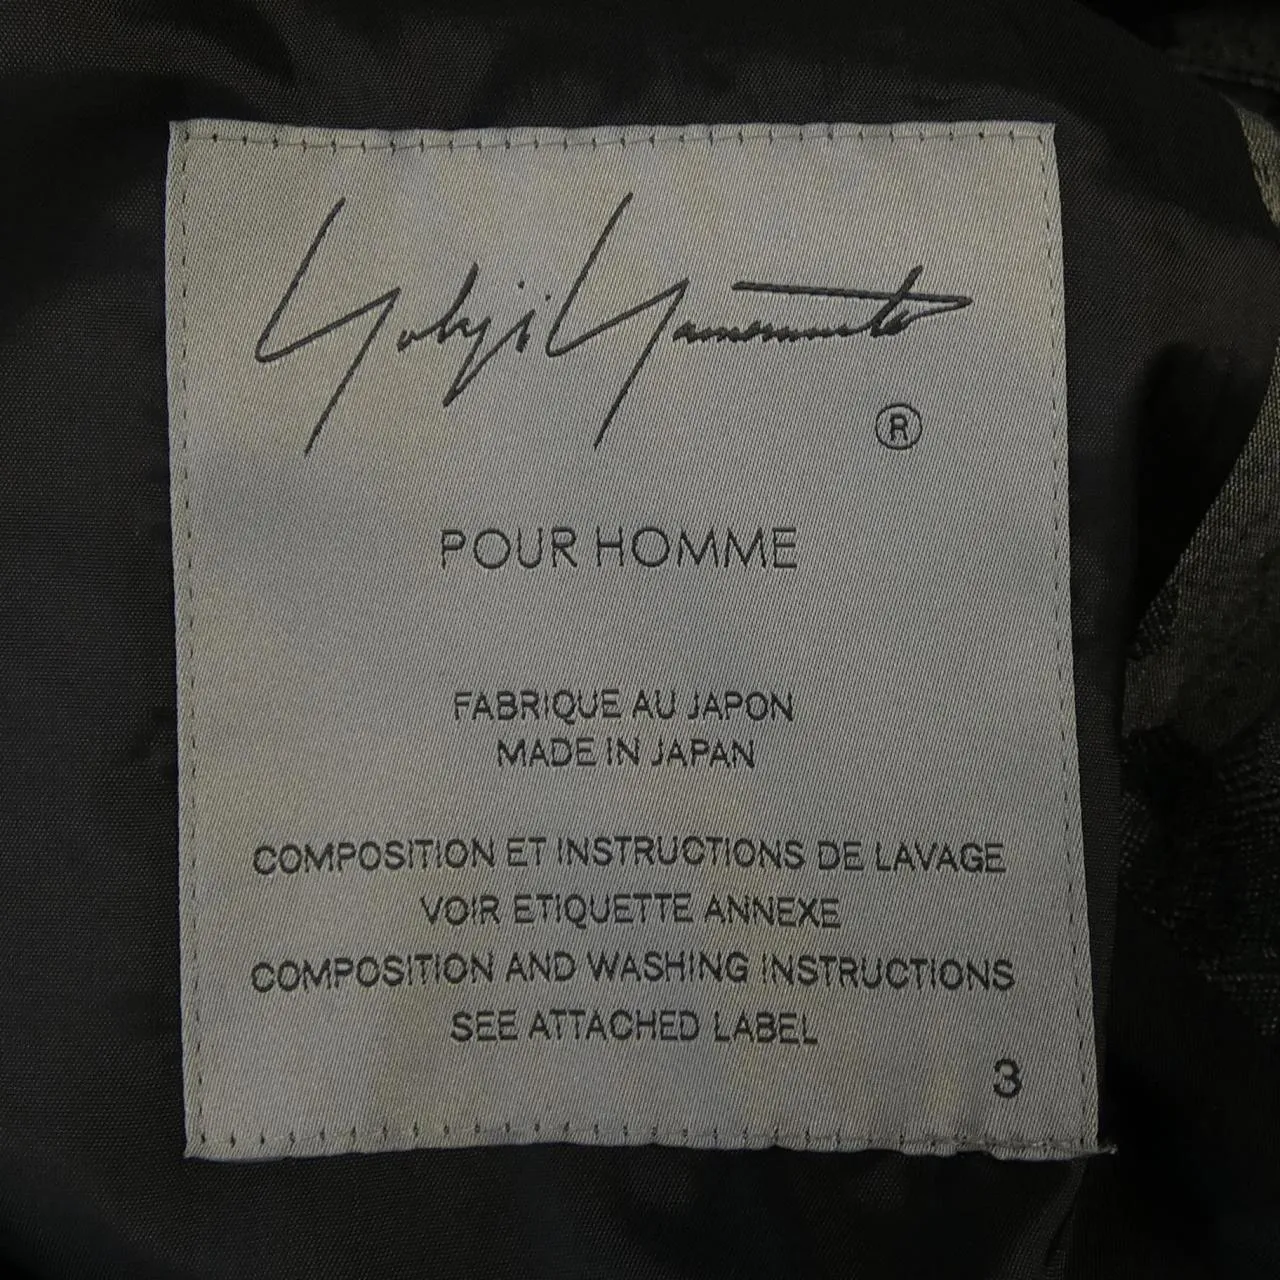 Yohji Yamamoto
®
POUR HOMME
FABRIQUE AU JAPON
MADE IN JAPAN
COMPOSITION ET INSTRUCTIONS DE LAVAGE
VOIR ETIQUETTE ANNEXE
COMPOSITION AND WASHING INSTRUCTIONS
SEE ATTACHED LABEL
3